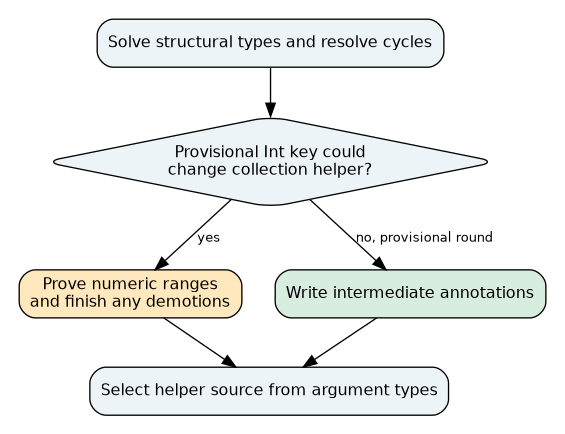 Solve structural types and resolve cycles
Provisional Int key could
change collection helper?
yes
no, provisional round
Prove numeric ranges
and finish any demotions
Write intermediate annotations
Select helper source from argument types